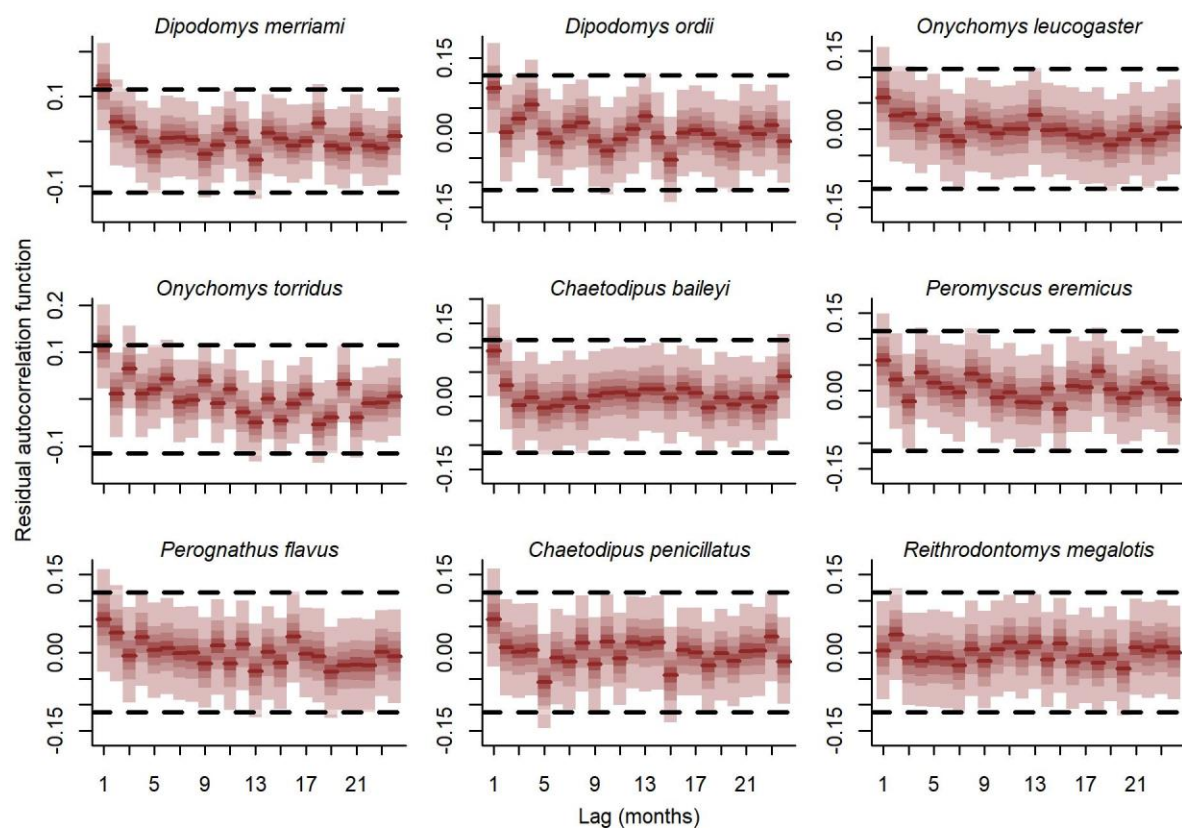 Dipodomys merriami
Dipodomys ordii
Onychomys leucogaster
0.1
-0.1
0.15
0.00
-0.15
0.15
0.00
-0.15
Onychomys torridus
Chaetodipus baileyi
Peromyscus eremicus
0.2
0.1
-0.1
0.15
0.00
-0.15
0.15
0.00
-0.15
Residual autocorrelation function
Perognathus flavus
Chaetodipus penicillatus
Reithrodontomys megalotis
0.15
0.00
-0.15
0.15
0.00
-0.15
0.15
0.00
-0.15
1 5 9 13 17 21 1 5 9 13 17 21 1 5 9 13 17 21
Lag (months)